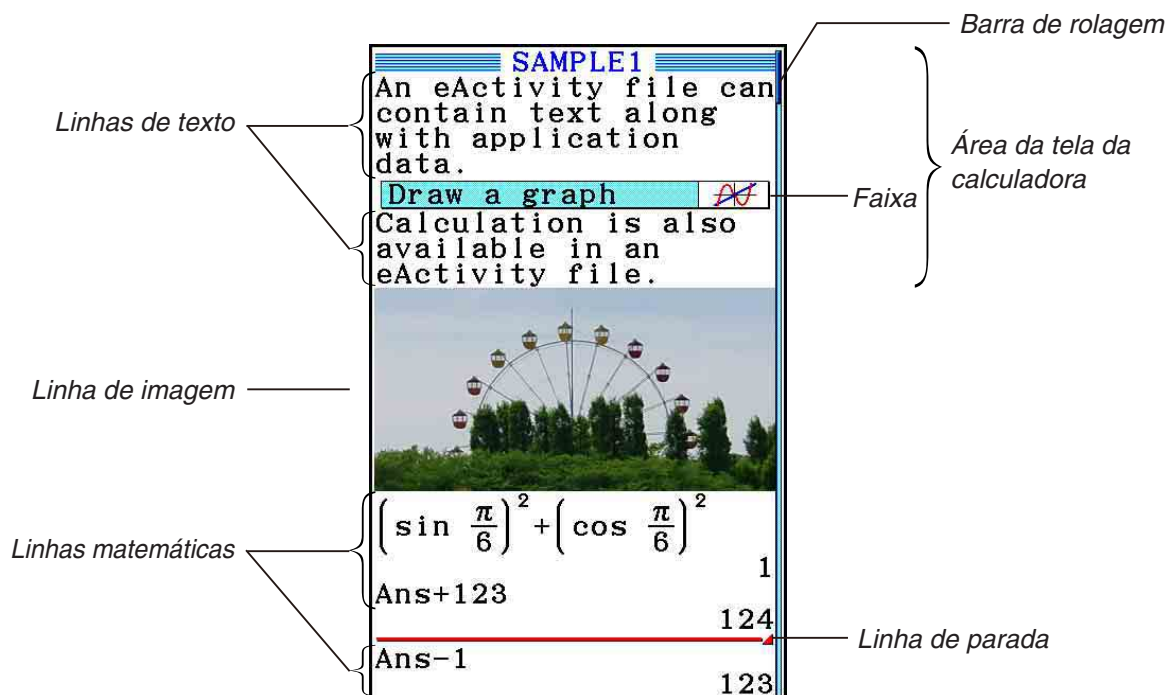 Barra de rolagem
SAMPLE1
An eActivity file can
contain text along
with application
data.
Linhas de texto
Área da tela da
calculadora
Draw a graph
Faixa
Calculation is also
available in an
eActivity file.
Linha de imagem
(sin π/6)²+(cos π/6)²
1
Linhas matemáticas
Ans+123
124
Linha de parada
Ans−1
123